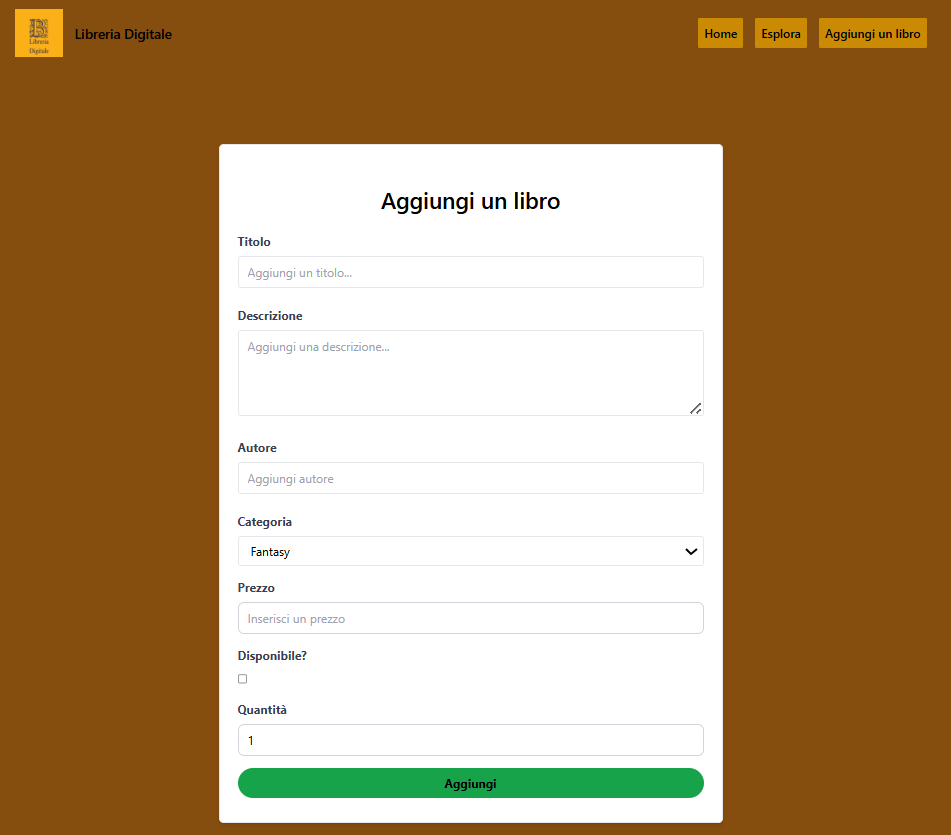 B
Libreria
Digitale
Libreria Digitale
Home
Esplora
Aggiungi un libro
Aggiungi un libro
Titolo
Aggiungi un titolo...
Descrizione
Aggiungi una descrizione...
Autore
Aggiungi autore
Categoria
Fantasy
Prezzo
Inserisci un prezzo
Disponibile?
Quantità
1
Aggiungi